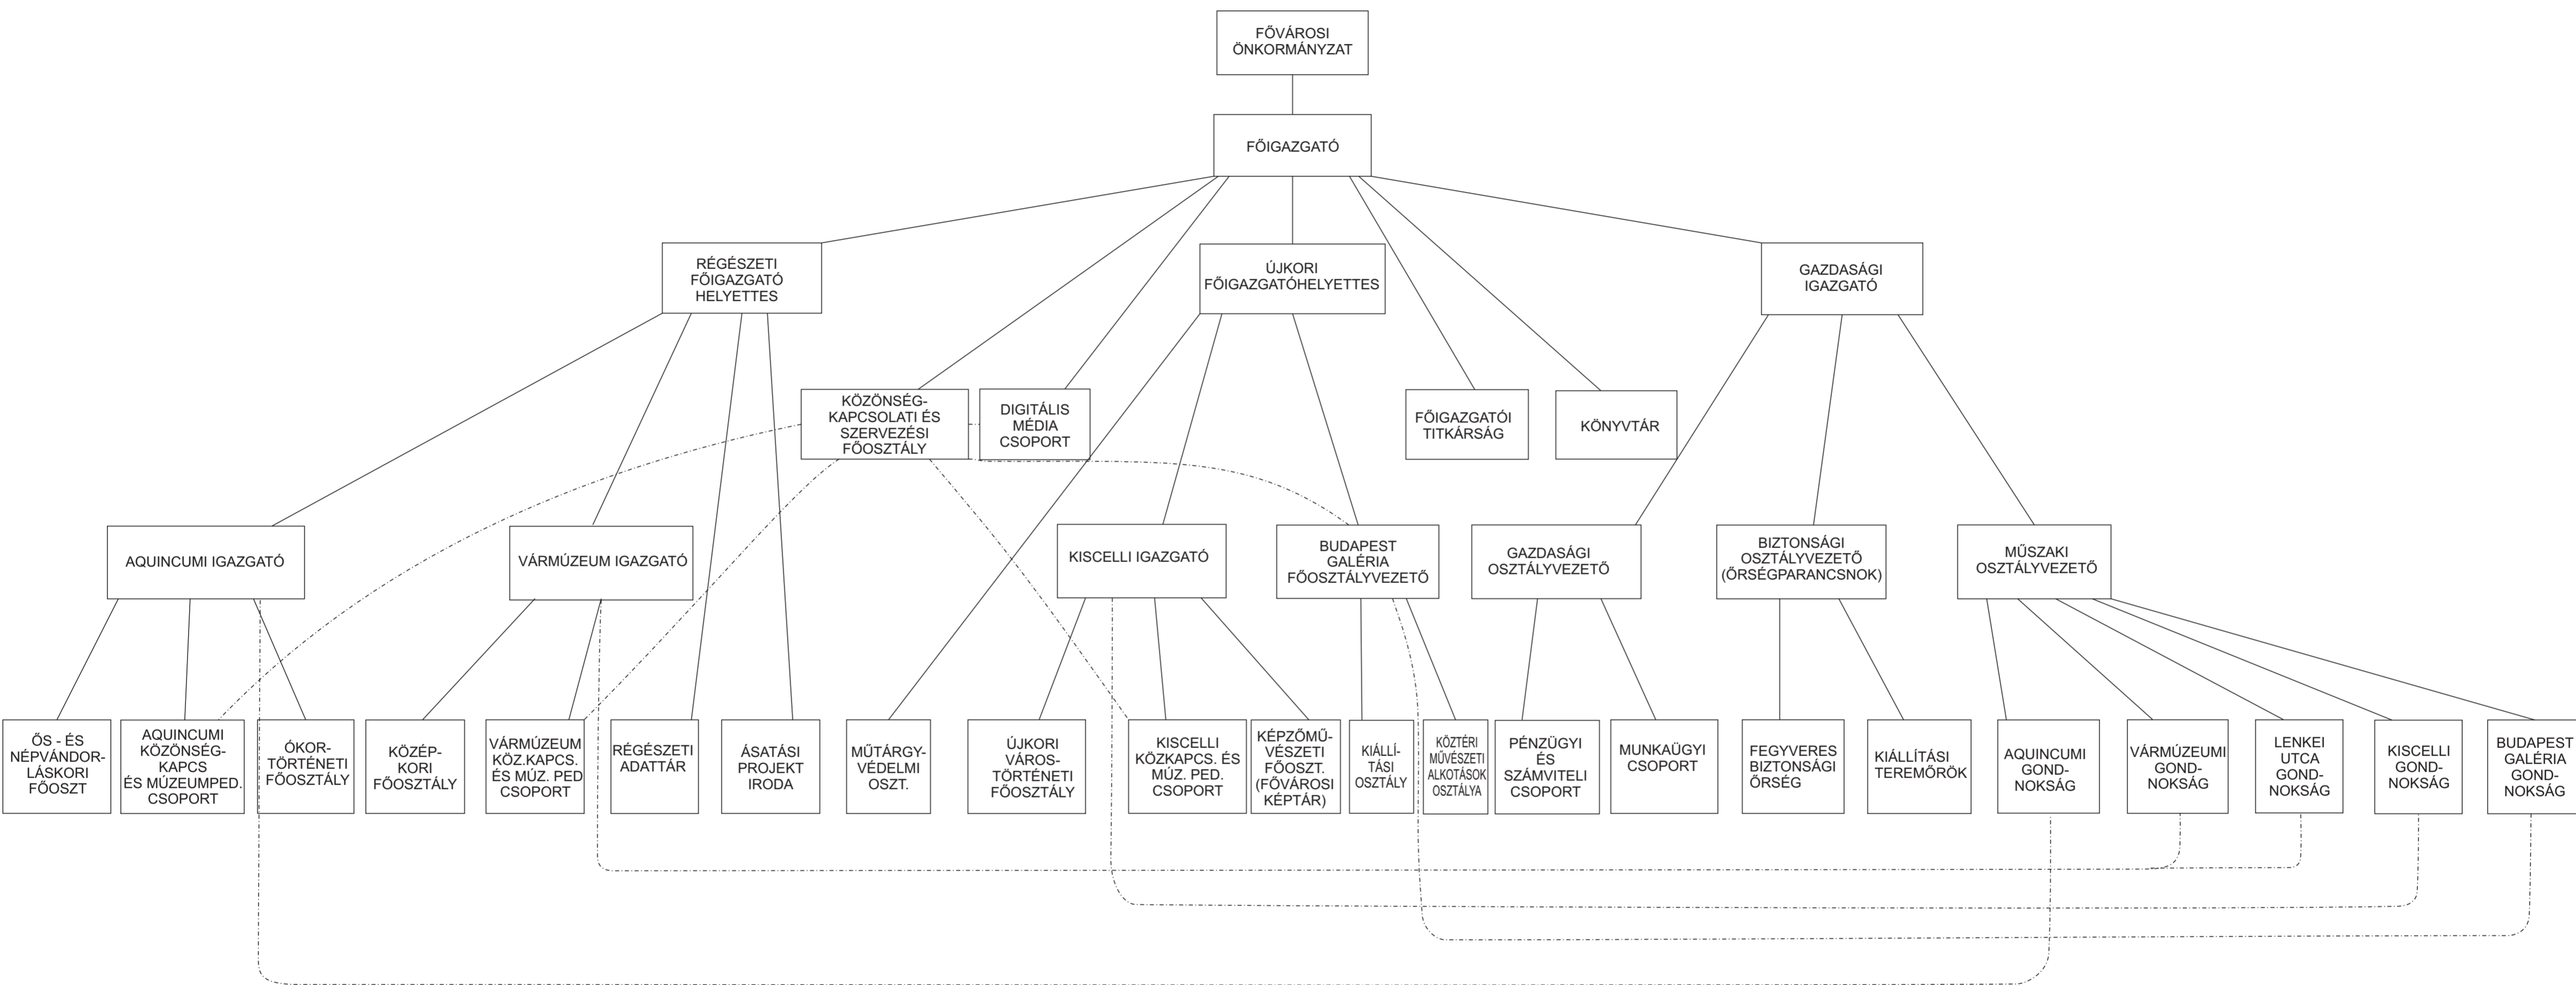 FŐVÁROSI
ÖNKORMÁNYZAT
FŐIGAZGATÓ
RÉGÉSZETI
FŐIGAZGATÓ
HELYETTES
ÚJKORI
FŐIGAZGATÓHELYETTES
GAZDASÁGI
IGAZGATÓ
KÖZÖNSÉG-
KAPCSOLATI ÉS
SZERVEZÉSI
FŐOSZTÁLY
DIGITÁLIS
MÉDIA
CSOPORT
FŐIGAZGATÓI
TITKÁRSÁG
KÖNYVTÁR
AQUINCUMI IGAZGATÓ
VÁRMÚZEUM IGAZGATÓ
KISCELLI IGAZGATÓ
BUDAPEST
GALÉRIA
FŐOSZTÁLYVEZETŐ
GAZDASÁGI
OSZTÁLYVEZETŐ
BIZTONSÁGI
OSZTÁLYVEZETŐ
(ŐRSÉGPARANCSNOK)
MŰSZAKI
OSZTÁLYVEZETŐ
ŐS - ÉS
NÉPVÁNDOR-
LÁSKORI
FŐOSZT
AQUINCUMI
KÖZÖNSÉG-
KAPCS
ÉS MÚZEUMPED.
CSOPORT
ÓKOR-
TÖRTÉNETI
FŐOSZTÁLY
KÖZÉP-
KORI
FŐOSZTÁLY
VÁRMÚZEUM
KÖZ.KAPCS.
ÉS MÚZ. PED
CSOPORT
RÉGÉSZETI
ADATTÁR
ÁSATÁSI
PROJEKT
IRODA
MŰTÁRGY-
VÉDELMI
OSZT.
ÚJKORI
VÁROS-
TÖRTÉNETI
FŐOSZTÁLY
KISCELLI
KÖZKAPCS. ÉS
MÚZ. PED.
CSOPORT
KÉPZŐMŰ-
VÉSZETI
FŐOSZT.
(FŐVÁROSI
KÉPTÁR)
KIÁLLÍ-
TÁSI
OSZTÁLY
KÖZTÉRI
MŰVÉSZETI
ALKOTÁSOK
OSZTÁLYA
PÉNZÜGYI
ÉS
SZÁMVITELI
CSOPORT
MUNKAÜGYI
CSOPORT
FEGYVERES
BIZTONSÁGI
ŐRSÉG
KIÁLLÍTÁSI
TEREMŐRÖK
AQUINCUMI
GOND-
NOKSÁG
VÁRMÚZEUMI
GOND-
NOKSÁG
LENKEI
UTCA
GOND-
NOKSÁG
KISCELLI
GOND-
NOKSÁG
BUDAPEST
GALÉRIA
GOND-
NOKSÁG